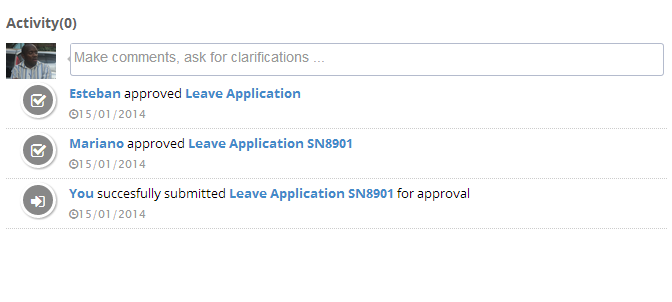 Activity(0)
Make comments, ask for clarifications ...
Esteban approved Leave Application
15/01/2014
Mariano approved Leave Application SN8901
15/01/2014
You succesfully submitted Leave Application SN8901 for approval
15/01/2014